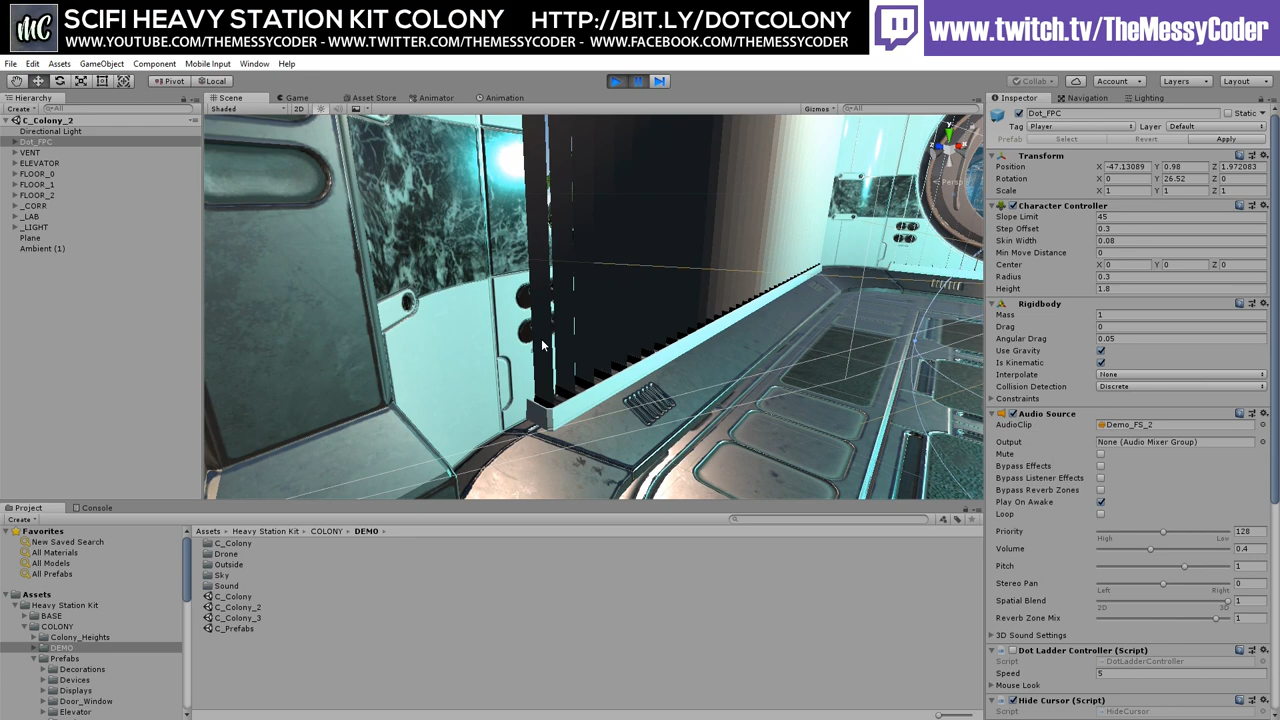 MC
SCIFI HEAVY STATION KIT COLONY HTTP://BIT.LY/DOTCOLONY
WWW.YOUTUBE.COM/THEMESSYCODER - WWW.TWITTER.COM/THEMESSYCODER - WWW.FACEBOOK.COM/THEMESSYCODER
www.twitch.tv/TheMessyCoder
File Edit Assets GameObject Component Mobile Input Window Help
Pivot Local Collab Account Layers Layout
Hierarchy
Create All
C_Colony_2
Directional Light
Dot_FPC
VENT
ELEVATOR
FLOOR_0
FLOOR_1
FLOOR_2
_CORR
_LAB
_LIGHT
Plane
Ambient (1)
Scene Game Asset Store Animator Animation
Shaded 2D Gizmos All
Persp
Inspector Navigation Lighting
Dot_FPC Static
Tag Player Layer Default
Prefab Select Revert Apply
Transform
Position X -47.13089 Y 0.98 Z 1.972083
Rotation X 0 Y 26.52 Z 0
Scale X 1 Y 1 Z 1
Character Controller
Slope Limit 45
Step Offset 0.3
Skin Width 0.08
Min Move Distance 0
Center X 0 Y 0 Z 0
Radius 0.3
Height 1.8
Rigidbody
Mass 1
Drag 0
Angular Drag 0.05
Use Gravity
Is Kinematic
Interpolate None
Collision Detection Discrete
Constraints
Audio Source
AudioClip Demo_FS_2
Output None (Audio Mixer Group)
Mute
Bypass Effects
Bypass Listener Effects
Bypass Reverb Zones
Play On Awake
Loop
Priority 128
High Low
Volume 0.4
Pitch 1
Stereo Pan 0
Left Right
Spatial Blend 1
2D 3D
Reverb Zone Mix 1
3D Sound Settings
Dot Ladder Controller (Script)
Script DotLadderController
Speed 5
Mouse Look
Hide Cursor (Script)
Script HideCursor
Project Console
Create
Favorites
New Saved Search
All Materials
All Models
All Prefabs
Assets
Heavy Station Kit
BASE
COLONY
Colony_Heights
DEMO
Prefabs
Decorations
Devices
Displays
Door_Window
Elevator
Assets Heavy Station Kit COLONY DEMO
C_Colony
Drone
Outside
Sky
Sound
C_Colony
C_Colony_2
C_Colony_3
C_Prefabs